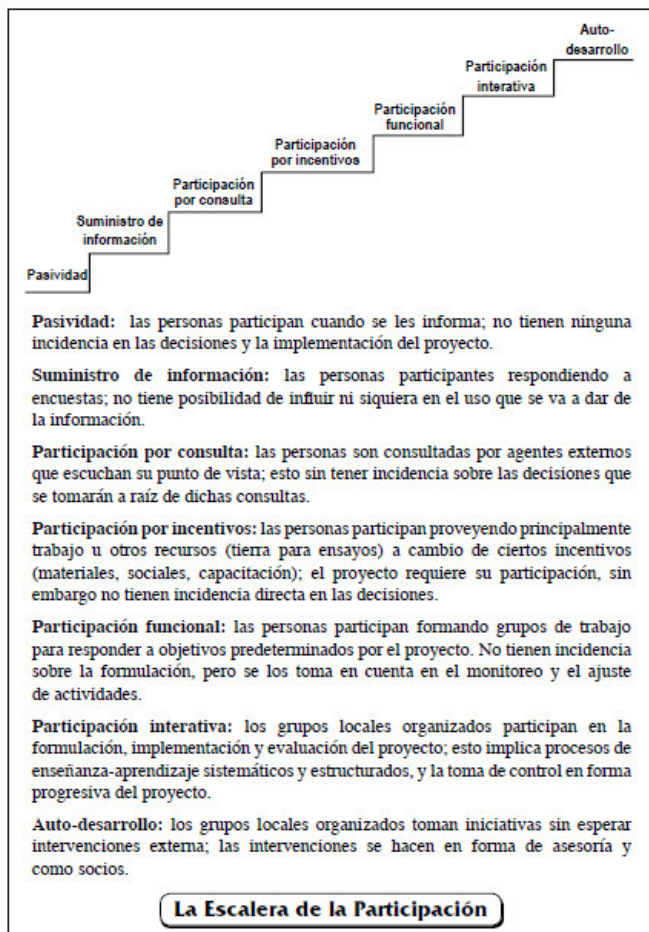 Auto-
desarrollo
Participación
interativa
Participación
funcional
Participación
por incentivos
Participación
por consulta
Suministro de
información
Pasividad
Pasividad: las personas participan cuando se les informa; no tienen ninguna
incidencia en las decisiones y la implementación del proyecto.
Suministro de información: las personas participantes respondiendo a
encuestas; no tiene posibilidad de influir ni siquiera en el uso que se va a dar de
la información.
Participación por consulta: las personas son consultadas por agentes externos
que escuchan su punto de vista; esto sin tener incidencia sobre las decisiones que
se tomarán a raíz de dichas consultas.
Participación por incentivos: las personas participan proveyendo principalmente
trabajo u otros recursos (tierra para ensayos) a cambio de ciertos incentivos
(materiales, sociales, capacitación); el proyecto requiere su participación, sin
embargo no tienen incidencia directa en las decisiones.
Participación funcional: las personas participan formando grupos de trabajo
para responder a objetivos predeterminados por el proyecto. No tienen incidencia
sobre la formulación, pero se los toma en cuenta en el monitoreo y el ajuste
de actividades.
Participación interativa: los grupos locales organizados participan en la
formulación, implementación y evaluación del proyecto; esto implica procesos de
enseñanza-aprendizaje sistemáticos y estructurados, y la toma de control en forma
progresiva del proyecto.
Auto-desarrollo: los grupos locales organizados toman iniciativas sin esperar
intervenciones externa; las intervenciones se hacen en forma de asesoría y
como socios.
La Escalera de la Participación